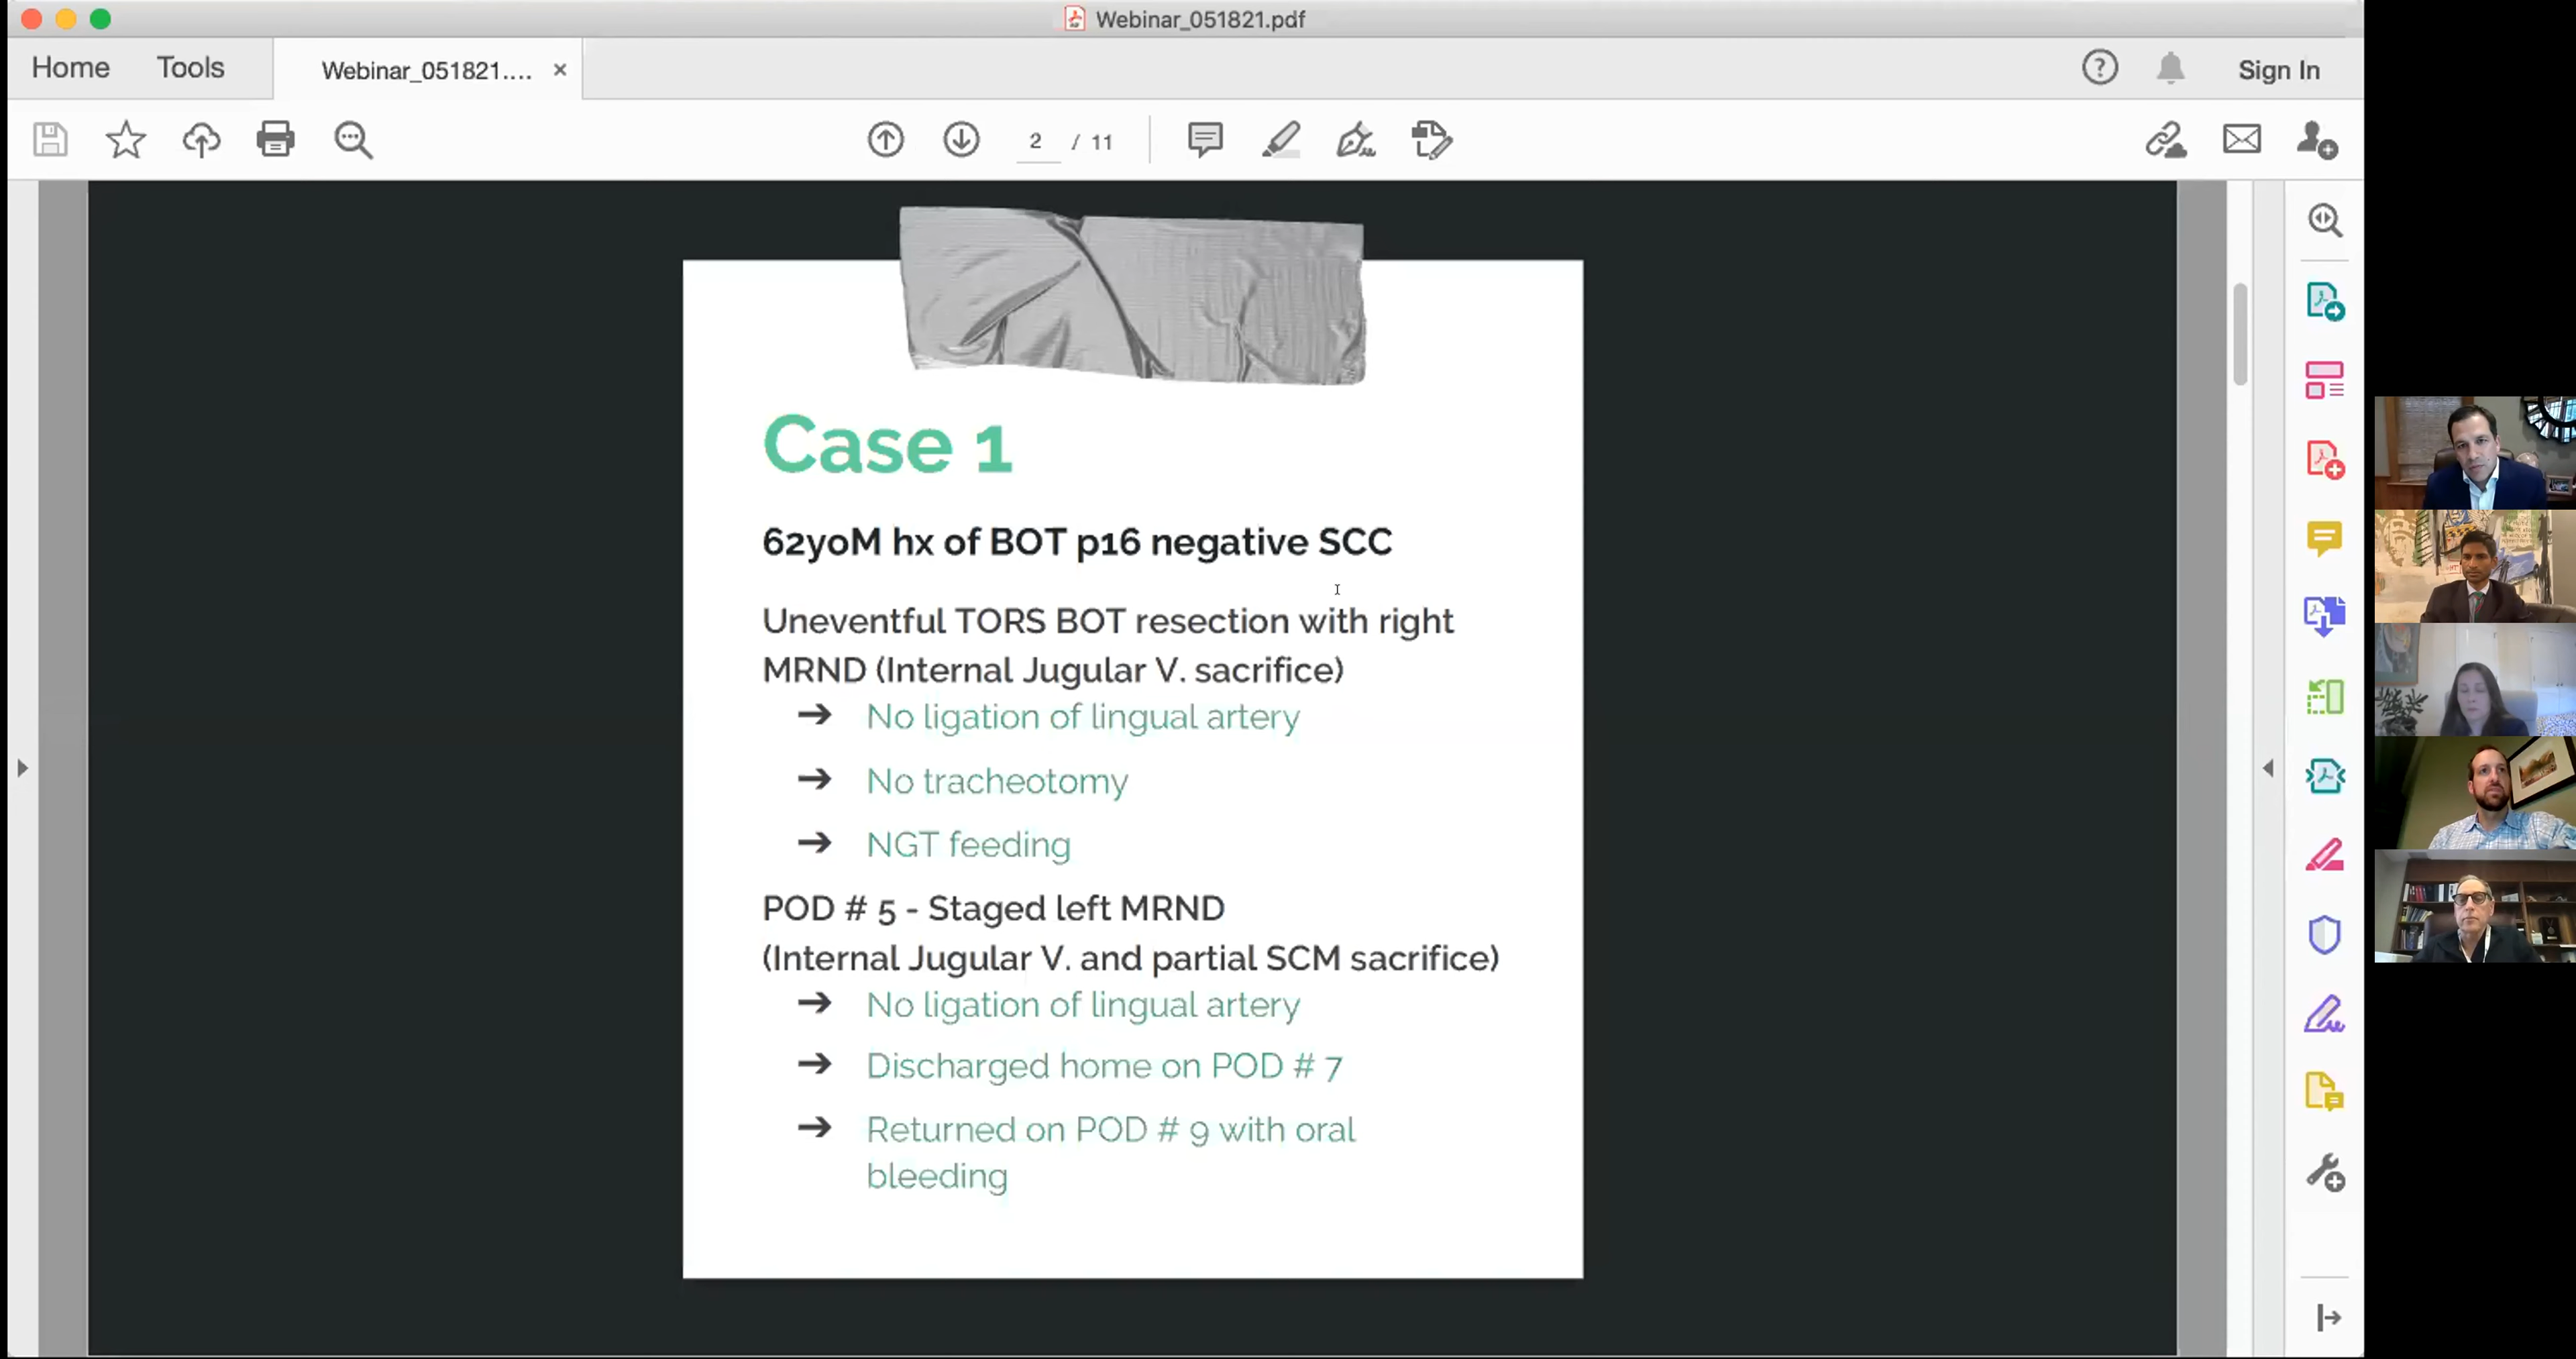 Webinar_051821.pdf
Home Tools Webinar_051821.... × Sign In
2 / 11
Case 1
62yoM hx of BOT p16 negative SCC
Uneventful TORS BOT resection with right
MRND (Internal Jugular V. sacrifice)
➔ No ligation of lingual artery
➔ No tracheotomy
➔ NGT feeding
POD # 5 - Staged left MRND
(Internal Jugular V. and partial SCM sacrifice)
➔ No ligation of lingual artery
➔ Discharged home on POD # 7
➔ Returned on POD # 9 with oral
bleeding